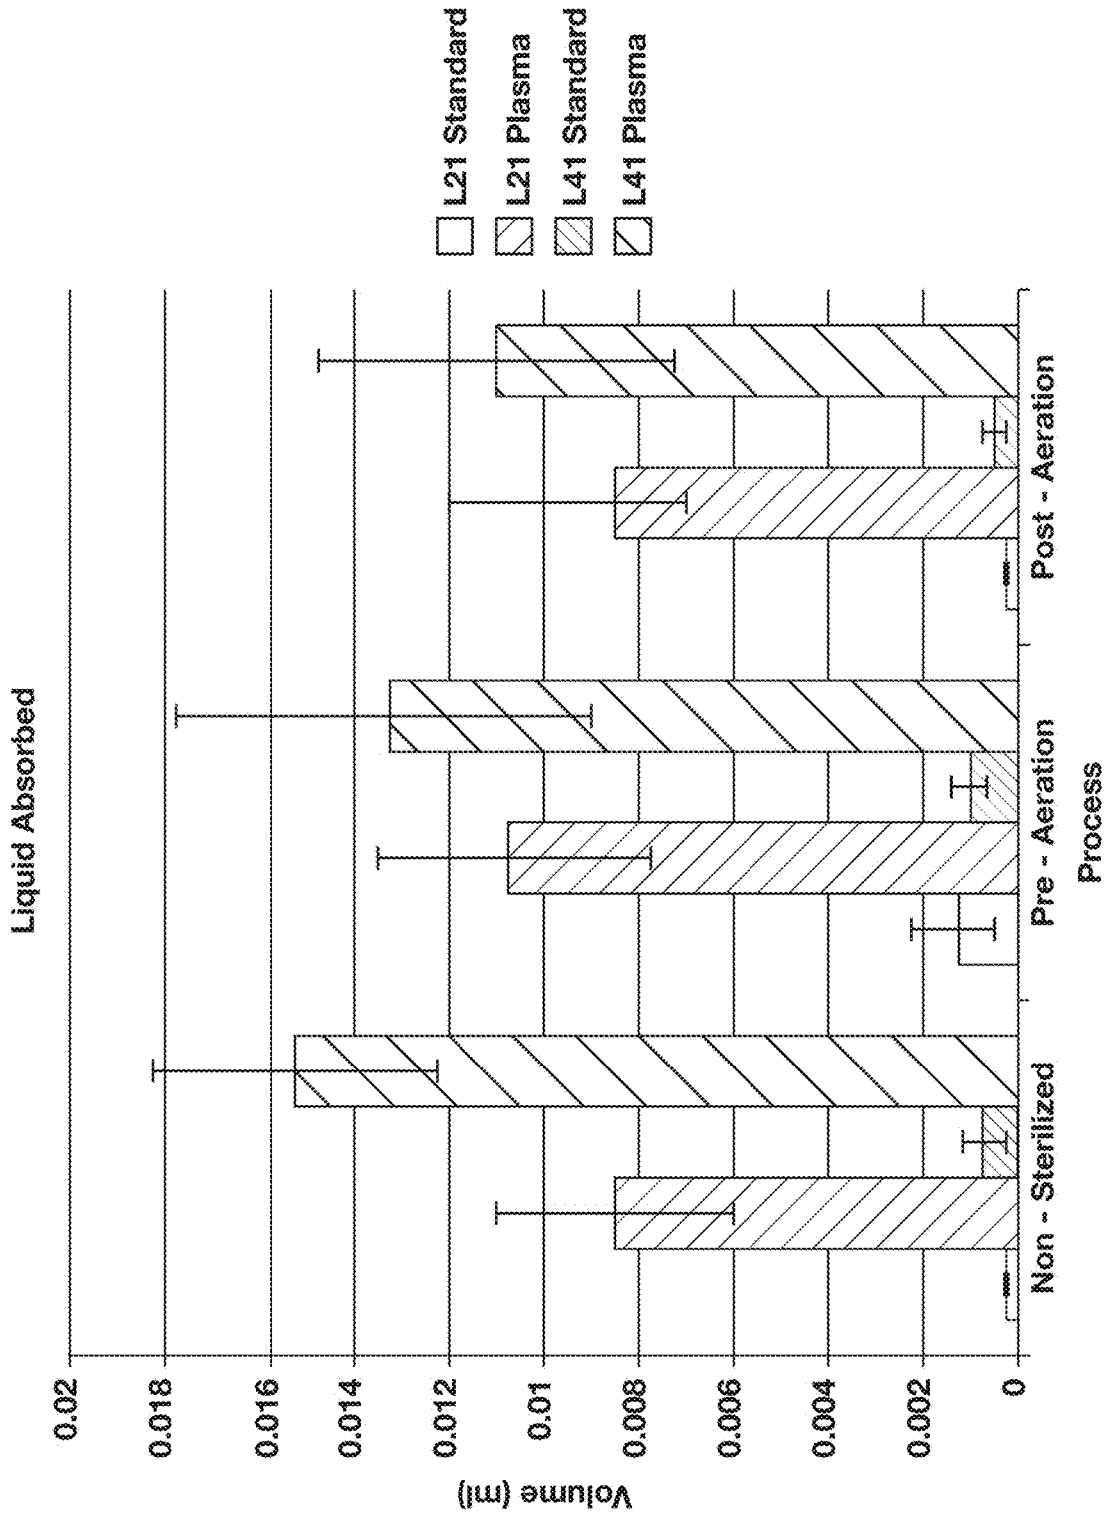 Liquid Absorbed
Volume (ml)
0.02
0.018
0.016
0.014
0.012
0.01
0.008
0.006
0.004
0.002
0
Non - Sterilized
Pre - Aeration
Post - Aeration
Process
L21 Standard
L21 Plasma
L41 Standard
L41 Plasma